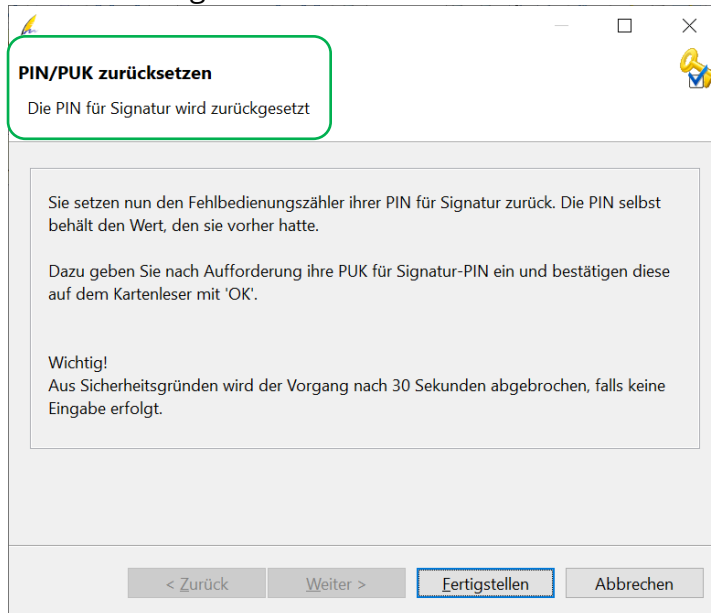 PIN/PUK zurücksetzen
Die PIN für Signatur wird zurückgesetzt
Sie setzen nun den Fehlbedienungszähler ihrer PIN für Signatur zurück. Die PIN selbst
behält den Wert, den sie vorher hatte.
Dazu geben Sie nach Aufforderung ihre PUK für Signatur-PIN ein und bestätigen diese
auf dem Kartenleser mit 'OK'.
Wichtig!
Aus Sicherheitsgründen wird der Vorgang nach 30 Sekunden abgebrochen, falls keine
Eingabe erfolgt.
< Zurück Weiter > Fertigstellen Abbrechen